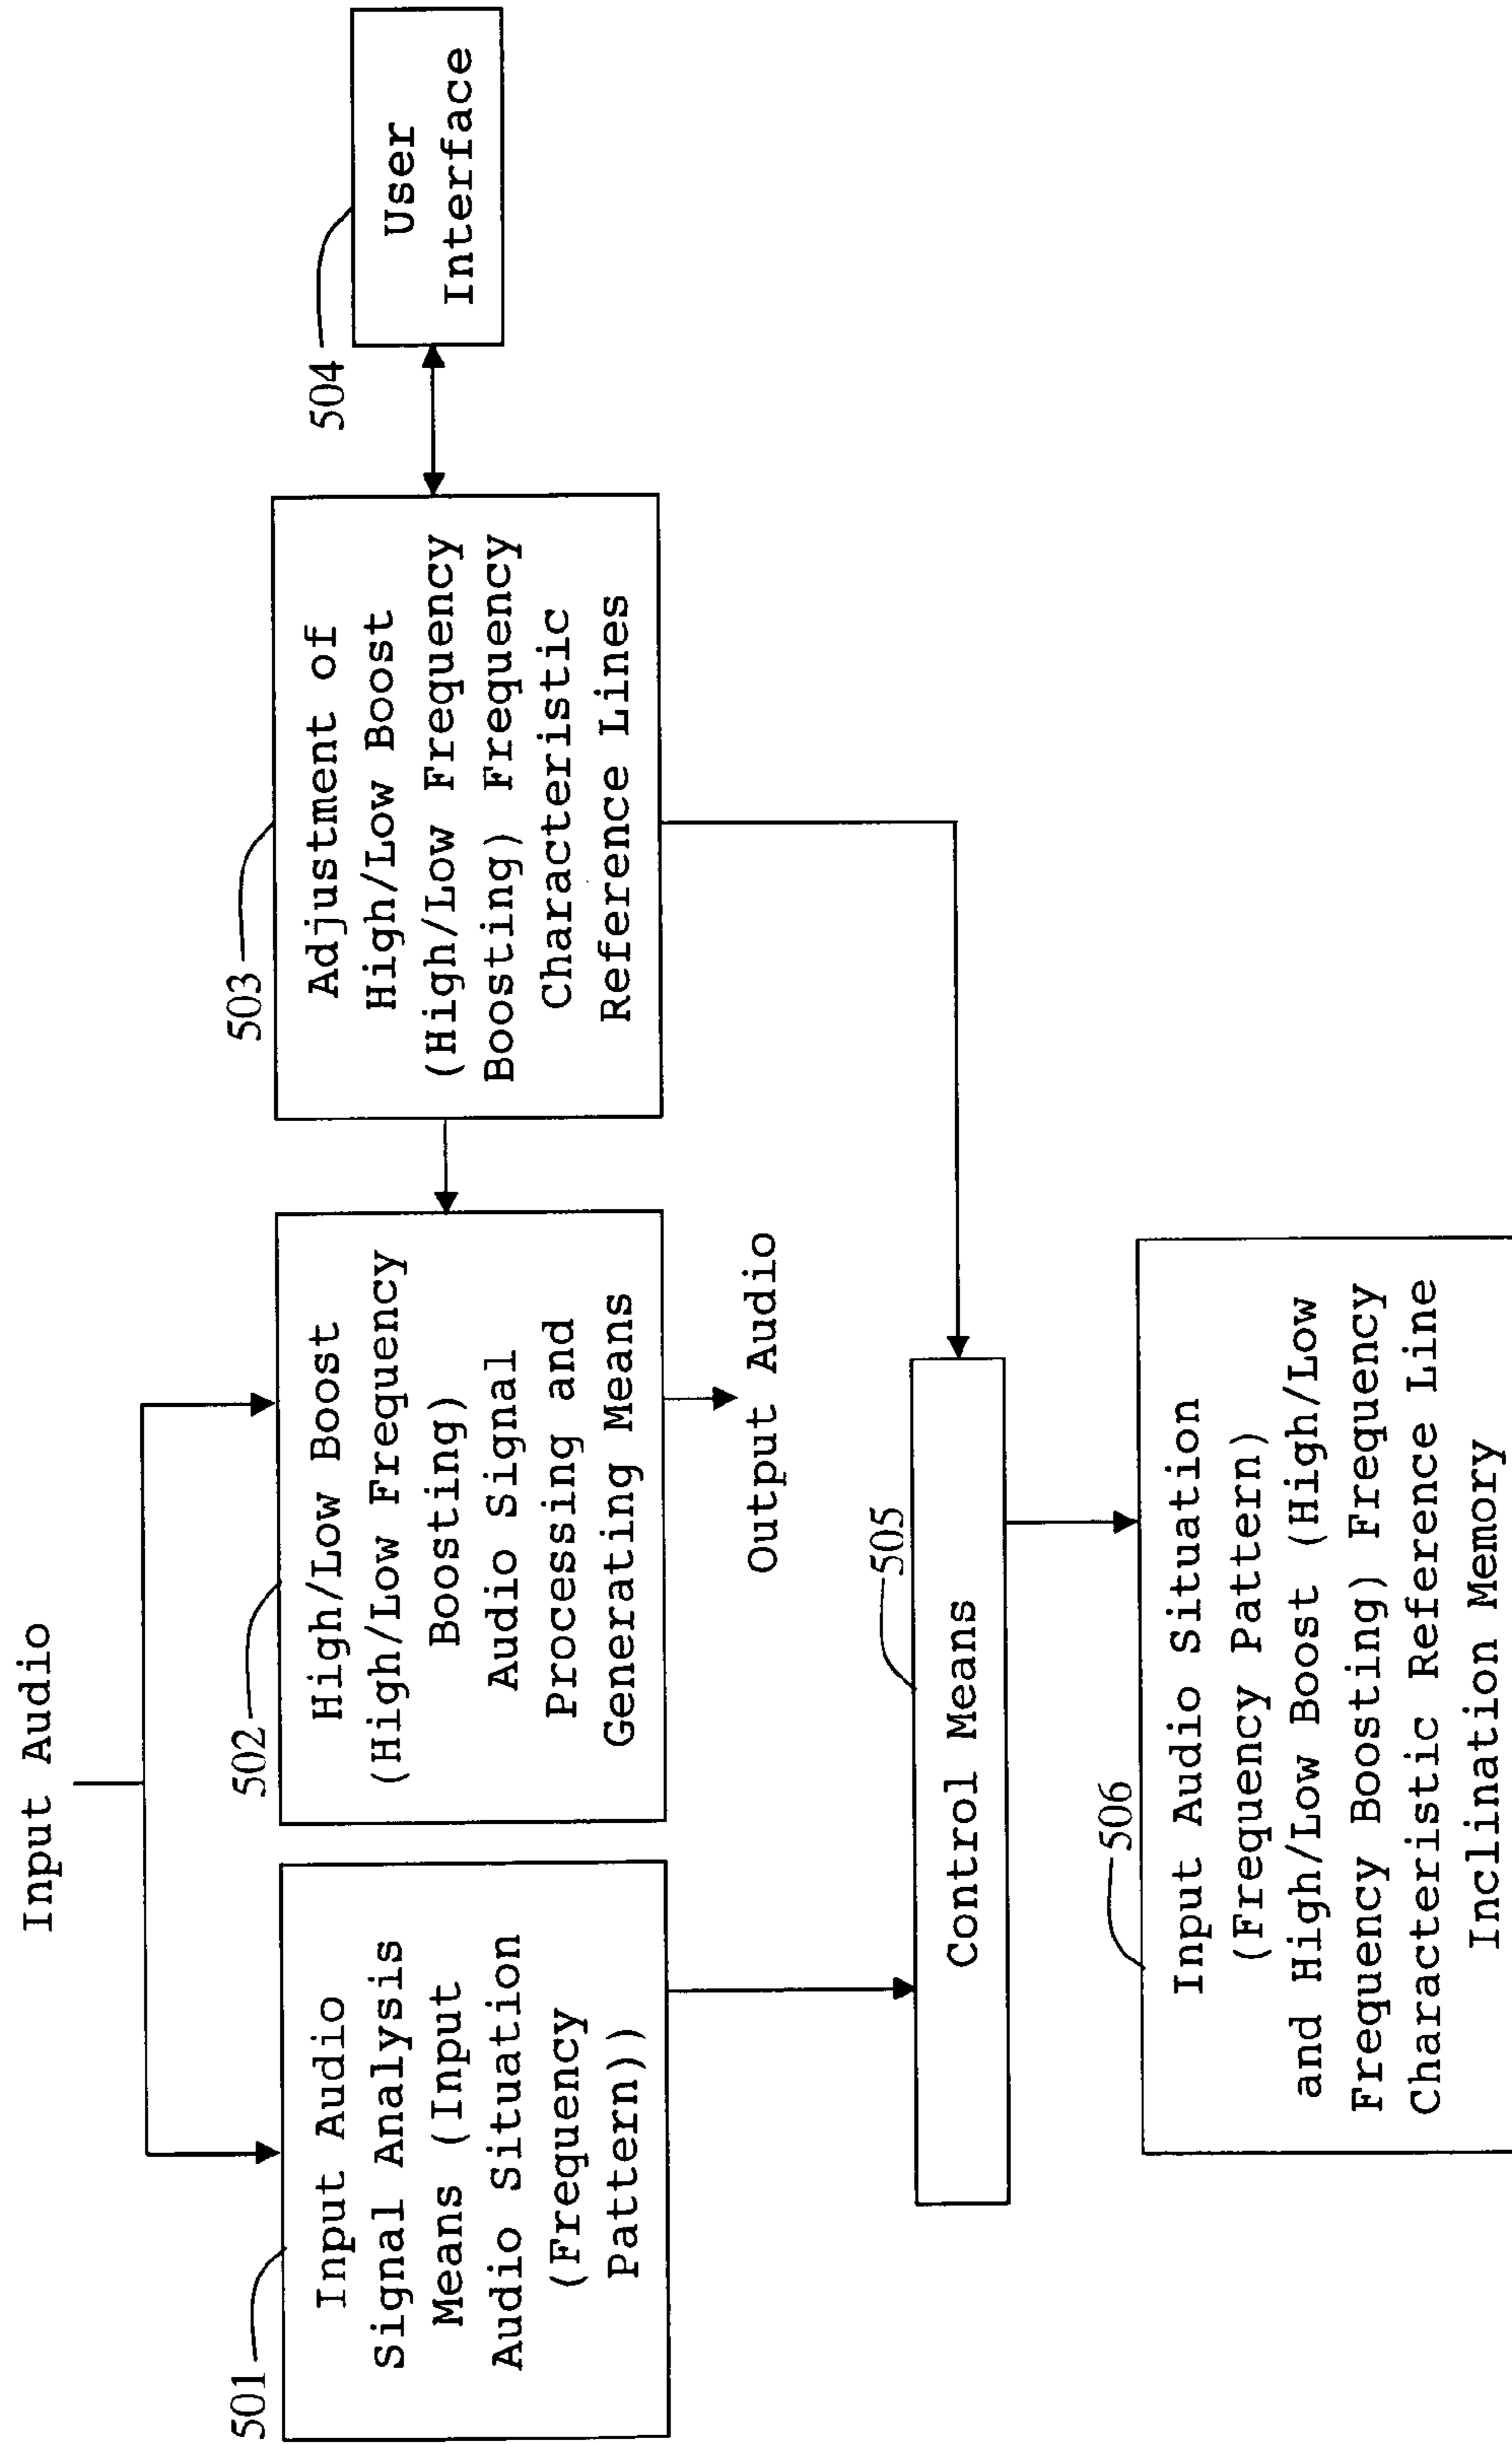 Input Audio
501
Input Audio
Signal Analysis
Means (Input
Audio Situation
(Frequency
Pattern))
502
High/Low Boost
(High/Low Frequency
Boosting)
Audio Signal
Processing and
Generating Means
Output Audio
503
Adjustment of
High/Low Boost
(High/Low Frequency
Boosting) Frequency
Characteristic
Reference Lines
504
User
Interface
505
Control Means
506
Input Audio Situation
(Frequency Pattern)
and High/Low Boost (High/Low
Frequency Boosting) Frequency
Characteristic Reference Line
Inclination Memory